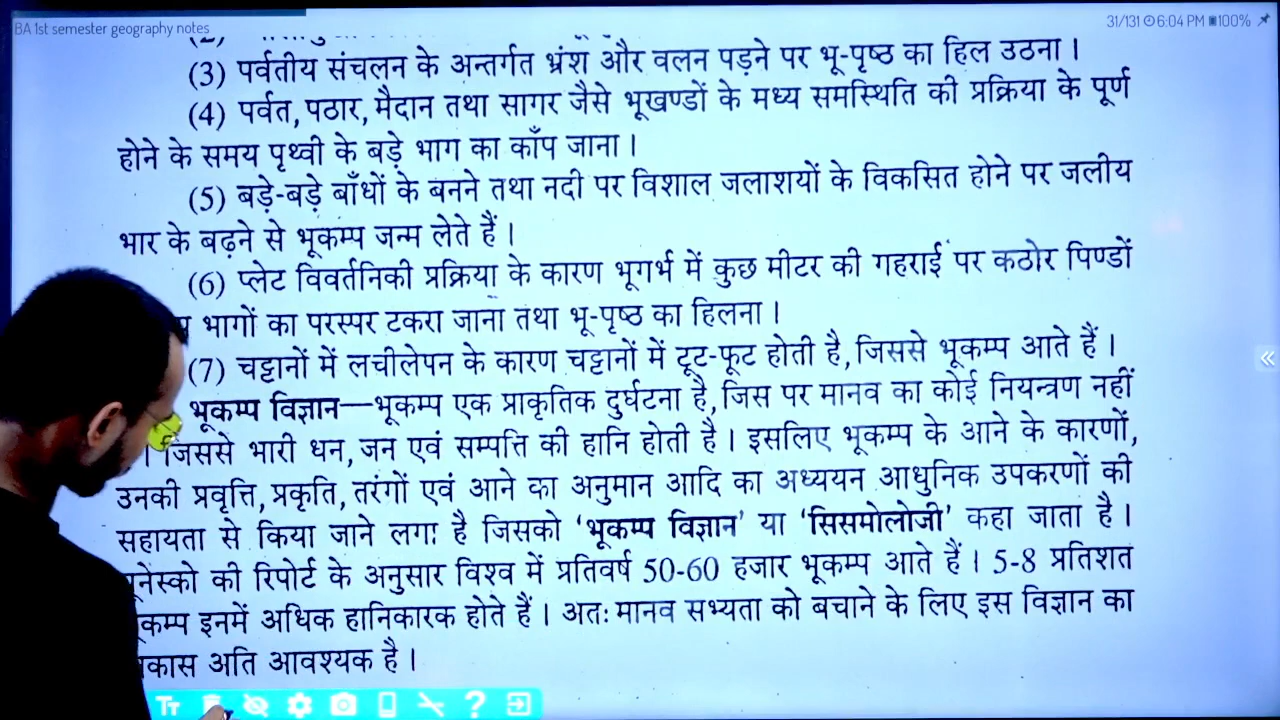 BA 1st semester geography notes
31/131 6:04 PM 100%
(3) पर्वतीय संचलन के अन्तर्गत भ्रंश और वलन पड़ने पर भू-पृष्ठ का हिल उठना।
(4) पर्वत, पठार, मैदान तथा सागर जैसे भूखण्डों के मध्य समस्थिति की प्रक्रिया के पूर्ण
होने के समय पृथ्वी के बड़े भाग का काँप जाना।
(5) बड़े-बड़े बाँधों के बनने तथा नदी पर विशाल जलाशयों के विकसित होने पर जलीय
भार के बढ़ने से भूकम्प जन्म लेते हैं।
(6) प्लेट विवर्तनिकी प्रक्रिया के कारण भूगर्भ में कुछ मीटर की गहराई पर कठोर पिण्डों
भागों का परस्पर टकरा जाना तथा भू-पृष्ठ का हिलना।
(7) चट्टानों में लचीलेपन के कारण चट्टानों में टूट-फूट होती है, जिससे भूकम्प आते हैं।
भूकम्प विज्ञान—भूकम्प एक प्राकृतिक दुर्घटना है, जिस पर मानव का कोई नियन्त्रण नहीं
। जिससे भारी धन, जन एवं सम्पत्ति की हानि होती है। इसलिए भूकम्प के आने के कारणों,
उनकी प्रवृत्ति, प्रकृति, तरंगों एवं आने का अनुमान आदि का अध्ययन आधुनिक उपकरणों की
सहायता से किया जाने लगा है जिसको 'भूकम्प विज्ञान' या 'सिसमोलोजी' कहा जाता है।
की रिपोर्ट के अनुसार विश्व में प्रतिवर्ष 50-60 हजार भूकम्प आते हैं। 5-8 प्रतिशत
इनमें अधिक हानिकारक होते हैं। अतः मानव सभ्यता को बचाने के लिए इस विज्ञान का
अति आवश्यक है।